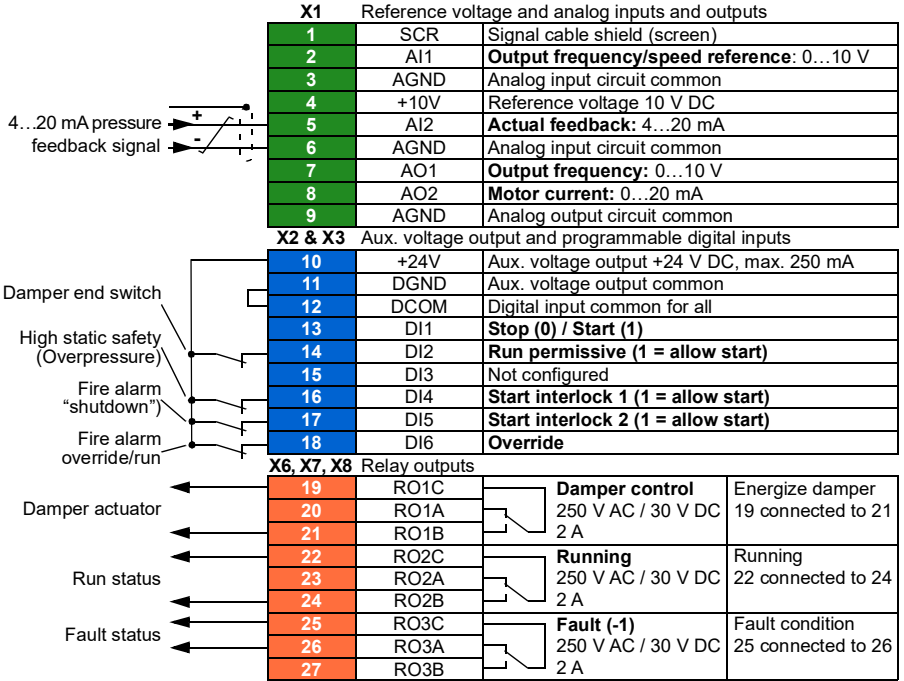 X1 Reference voltage and analog inputs and outputs
1 SCR Signal cable shield (screen)
2 AI1 Output frequency/speed reference: 0…10 V
3 AGND Analog input circuit common
4 +10V Reference voltage 10 V DC
4…20 mA pressure + 5 AI2 Actual feedback: 4…20 mA
feedback signal - 6 AGND Analog input circuit common
7 AO1 Output frequency: 0…10 V
8 AO2 Motor current: 0…20 mA
9 AGND Analog output circuit common
X2 & X3 Aux. voltage output and programmable digital inputs
10 +24V Aux. voltage output +24 V DC, max. 250 mA
11 DGND Aux. voltage output common
Damper end switch
12 DCOM Digital input common for all
13 DI1 Stop (0) / Start (1)
High static safety
(Overpressure)
14 DI2 Run permissive (1 = allow start)
15 DI3 Not configured
Fire alarm
“shutdown”)
16 DI4 Start interlock 1 (1 = allow start)
17 DI5 Start interlock 2 (1 = allow start)
Fire alarm
override/run
18 DI6 Override
X6, X7, X8 Relay outputs
19 RO1C Damper control Energize damper
Damper actuator 20 RO1A 250 V AC / 30 V DC 19 connected to 21
21 RO1B 2 A
22 RO2C Running Running
Run status 23 RO2A 250 V AC / 30 V DC 22 connected to 24
24 RO2B 2 A
25 RO3C Fault (-1) Fault condition
Fault status
26 RO3A 250 V AC / 30 V DC 25 connected to 26
27 RO3B 2 A